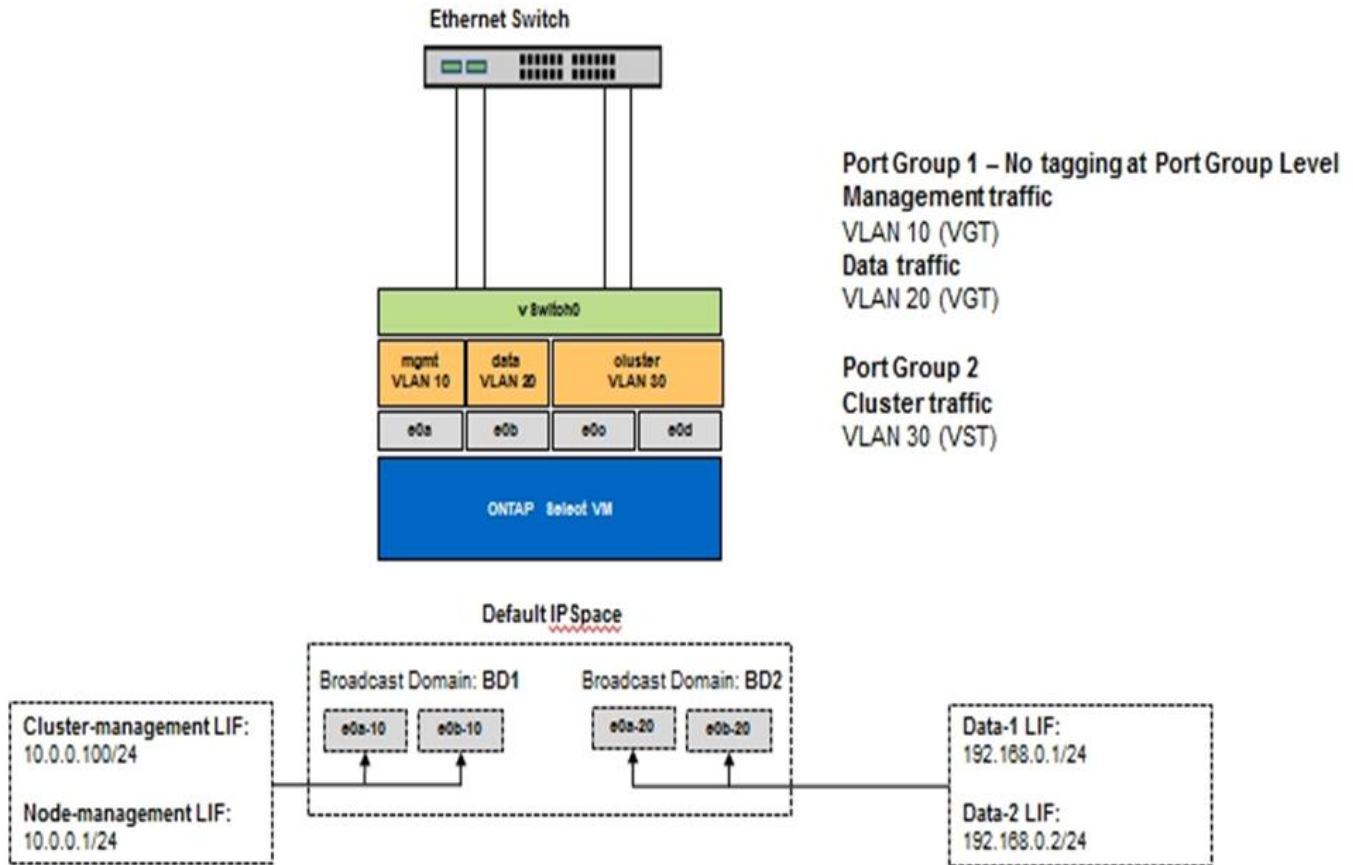 Ethernet Switch
Port Group 1 – No tagging at Port Group Level
Management traffic
VLAN 10 (VGT)
Data traffic
VLAN 20 (VGT)
Port Group 2
Cluster traffic
VLAN 30 (VST)
vSwitch0
mgmt
VLAN 10
data
VLAN 20
cluster
VLAN 30
e0a
e0b
e0c
e0d
ONTAP Select VM
Default IPSpace
Broadcast Domain: BD1
Broadcast Domain: BD2
e0a-10
e0b-10
e0a-20
e0b-20
Cluster-management LIF:
10.0.0.100/24
Node-management LIF:
10.0.0.1/24
Data-1 LIF:
192.168.0.1/24
Data-2 LIF:
192.168.0.2/24